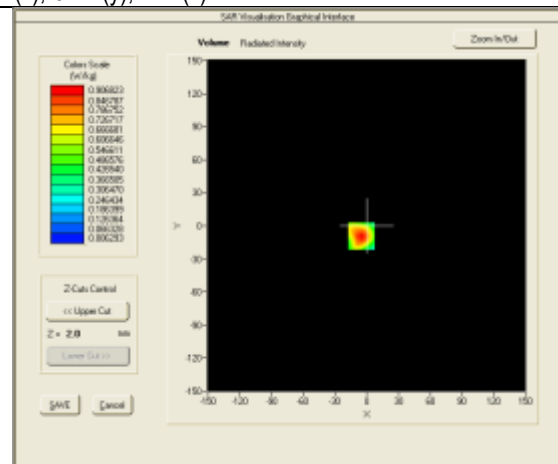 SAR Visualisation Graphical Interface
Volume Radiated Intensity
Zoom In/Out
Colors Scale
(W/kg)
0.906823
0.846787
0.786752
0.726717
0.666681
0.606646
0.546611
0.486576
0.426540
0.366505
0.306470
0.246434
0.186399
0.126364
0.066328
0.006293
Z-Cuts Control
<< Upper Cut
Z = 2.0 mm
Lower Cut >>
SAVE Cancel
150-
120-
90-
60-
30-
0-
-30-
-60-
-90-
-120-
-150-
Y
-150 -120 -90 -60 -30 0 30 60 90 120 150
X